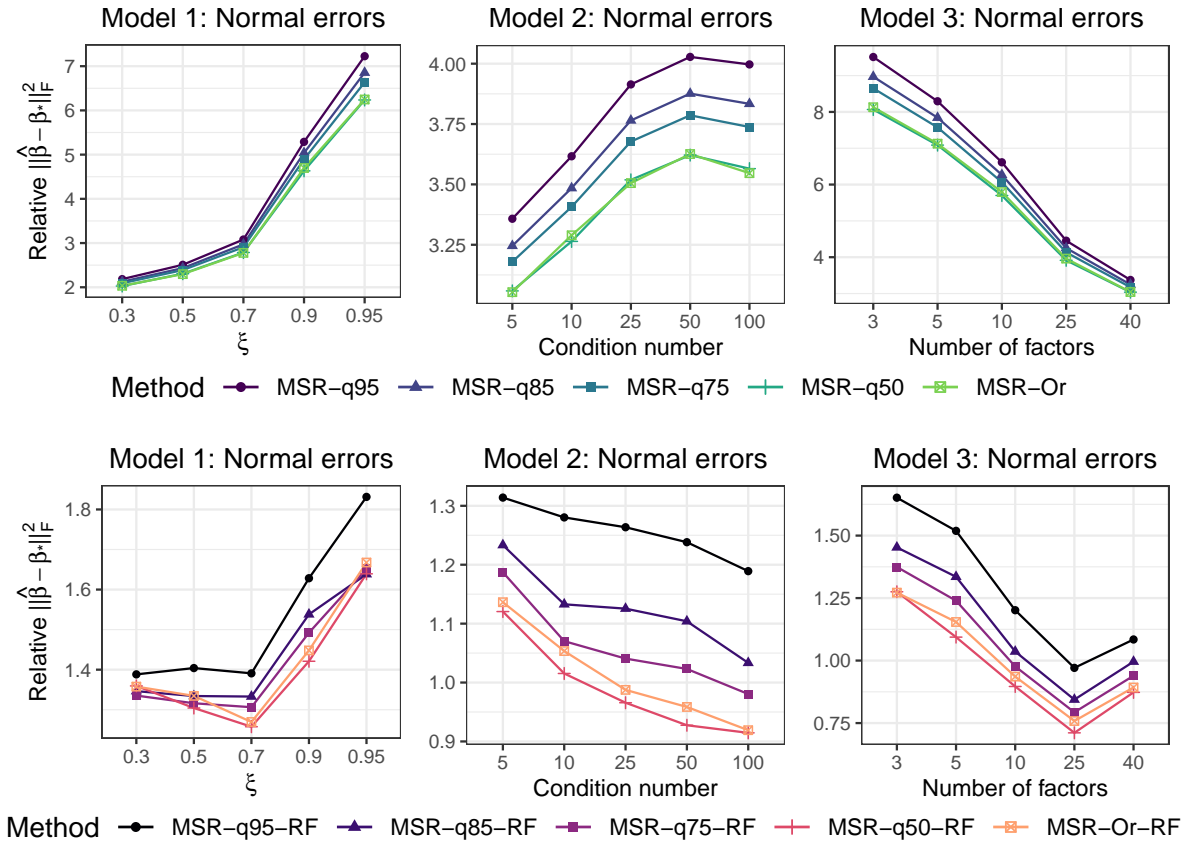 Model 1: Normal errors
Model 2: Normal errors
Model 3: Normal errors
Relative ||β̂ − β*||²F
7
6
5
4
3
2
0.3 0.5 0.7 0.9 0.95
ξ
4.00
3.75
3.50
3.25
5 10 25 50 100
Condition number
8
6
4
3 5 10 25 40
Number of factors
Method MSR−q95 MSR−q85 MSR−q75 MSR−q50 MSR−Or
Model 1: Normal errors
Model 2: Normal errors
Model 3: Normal errors
Relative ||β̂ − β*||²F
1.8
1.6
1.4
0.3 0.5 0.7 0.9 0.95
ξ
1.3
1.2
1.1
1.0
0.9
5 10 25 50 100
Condition number
1.50
1.25
1.00
0.75
3 5 10 25 40
Number of factors
Method MSR−q95−RF MSR−q85−RF MSR−q75−RF MSR−q50−RF MSR−Or−RF